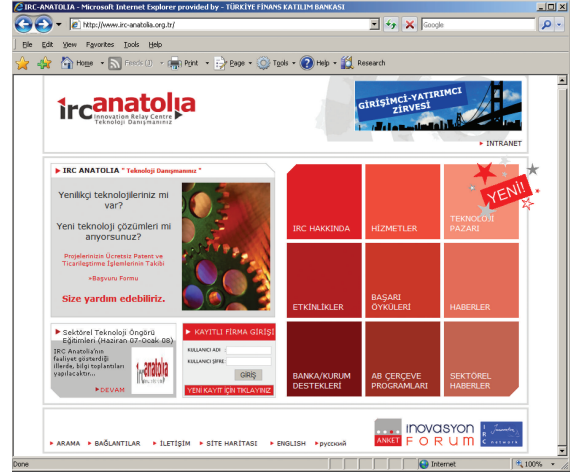 IRC-ANATOLIA - Microsoft Internet Explorer provided by - TÜRKİYE FİNANS KATILIM BANKASI
http://www.irc-anatolia.org.tr/
Google
File Edit View Favorites Tools Help
Home Feeds (J) Print Page Tools Help Research
ircanatolia
Innovation Relay Centre
Teknoloji Danışmanınız
GİRİŞİMCİ-YATIRIMCI
ZİRVESİ
INTRANET
IRC ANATOLIA " Teknoloji Danışmanınız "
Yenilikçi teknolojileriniz mi
var?
Yeni teknoloji çözümleri mi
arıyorsunuz?
Projelerinizin Ücretsiz Patent ve
Ticarileştirme İşlemlerinin Takibi
»Başvuru Formu
Size yardım edebiliriz.
IRC HAKKINDA
HİZMETLER
TEKNOLOJİ
PAZARI
YENİ!
ETKİNLİKLER
BAŞARI
ÖYKÜLERİ
HABERLER
BANKA/KURUM
DESTEKLERİ
AB ÇERÇEVE
PROGRAMLARI
SEKTÖREL
HABERLER
Sektörel Teknoloji Öngörü
Eğitimleri (Haziran 07-Ocak 08)
IRC Anatolia'nın
faaliyet gösterdiği
illerde, bilgi toplantıları
yapılacaktır...
anatolia
DEVAM
KAYITLI FİRMA GİRİŞİ
KULLANICI ADI :
KULLANICI ŞİFRE:
GİRİŞ
YENİ KAYIT İÇİN TIKLAYINIZ
ARAMA BAĞLANTILAR İLETİŞİM SİTE HARİTASI ENGLISH русский
ANKET
inovasyon
FORUM
IRC network
Done
Internet
100%